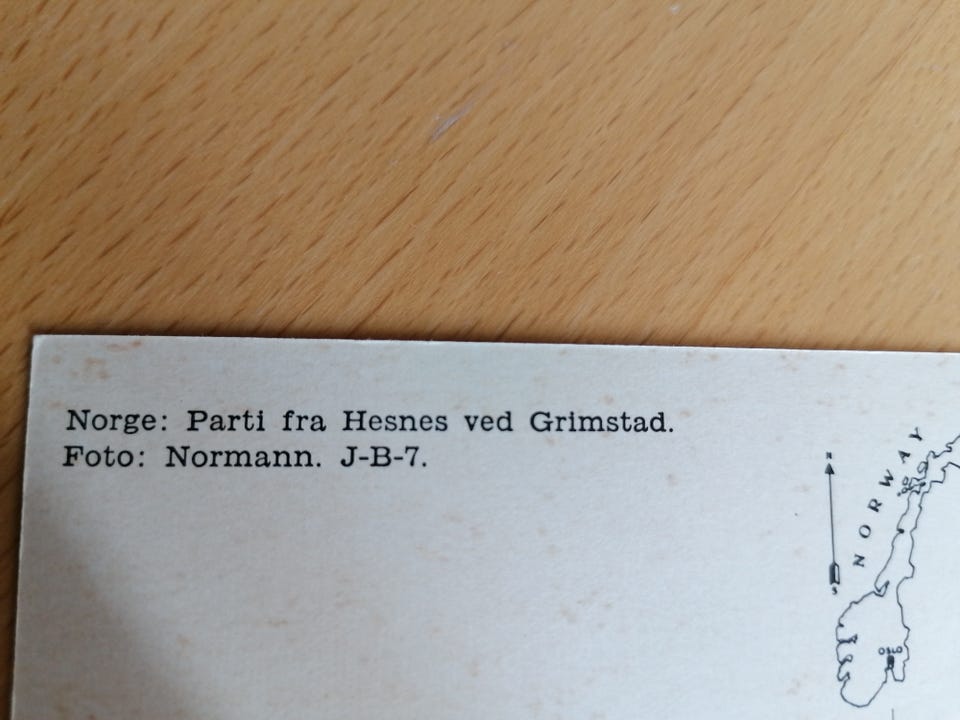 Norge: Parti fra Hesnes ved Grimstad.
Foto: Normann. J-B-7.
N
NORWAY
S
OSLO